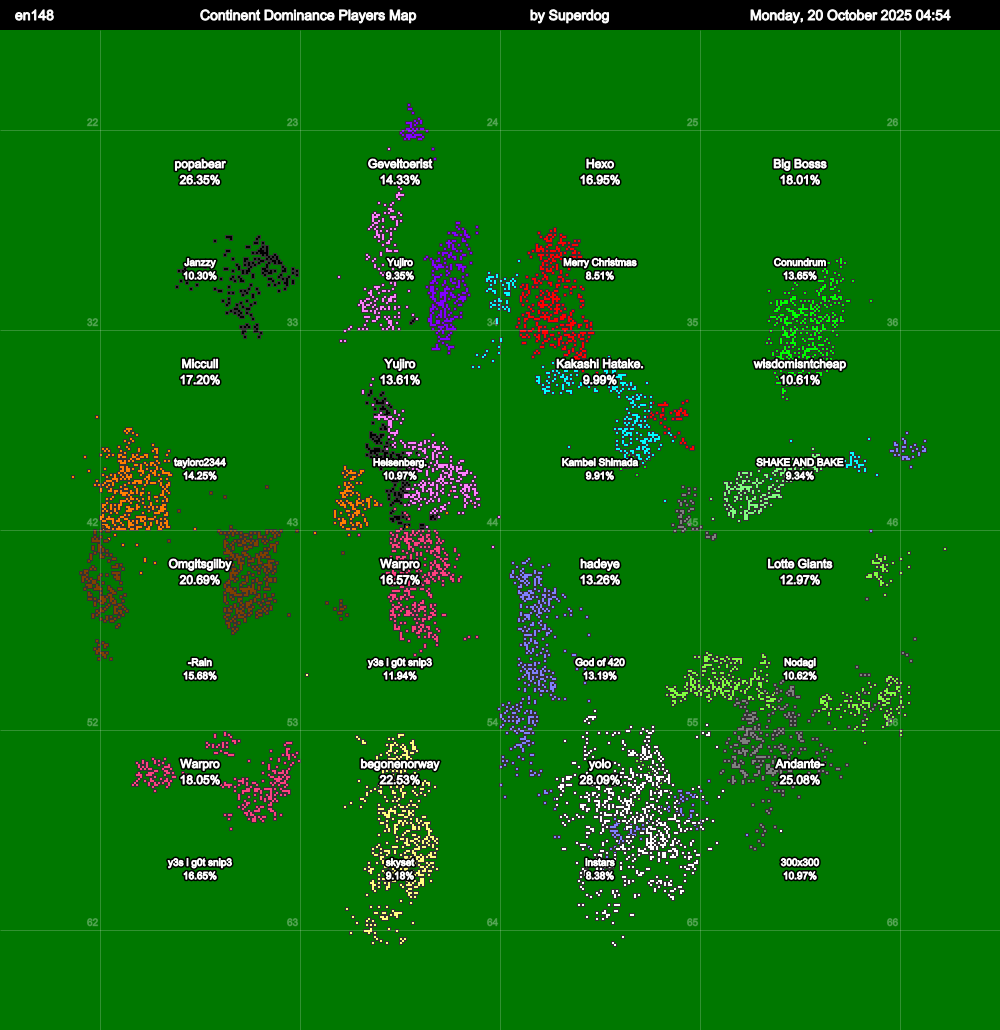 en148 Continent Dominance Players Map by Superdog Monday, 20 October 2025 04:54
22 23 24 25 26
popabear Geveltoerist Hexo Big Bosss
26.35% 14.33% 16.95% 18.01%
Janzzy Yujiro Merry Christmas Conundrum
10.30% 9.35% 8.51% 13.65%
32 33 34 35 36
Miccull Yujiro Kakashi Hatake. wisdomisntcheap
17.20% 13.61% 9.99% 10.61%
taylorc2344 Heisenberg. Kambei Shimada SHAKE AND BAKE
14.25% 10.97% 9.91% 9.34%
42 43 44 45 46
Omgitsgilby Warpro hadeye Lotte Giants
20.69% 16.57% 13.26% 12.97%
-Rain y3s i g0t snip3 God of 420 Nodagi
15.68% 11.94% 13.19% 10.62%
52 53 54 55 56
Warpro begonenorway yolo Andante-
18.05% 22.53% 28.09% 25.08%
y3s i g0t snip3 skyset instars 300x300
16.65% 9.18% 8.38% 10.97%
62 63 64 65 66